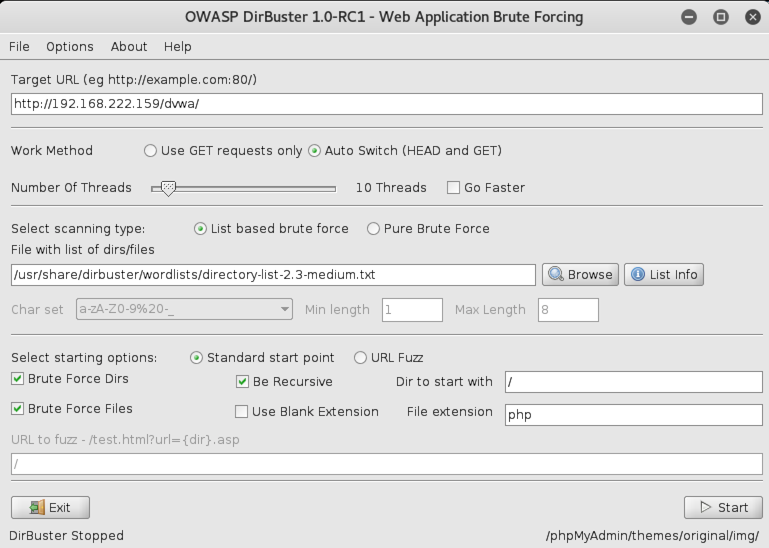 OWASP DirBuster 1.0-RC1 - Web Application Brute Forcing
File Options About Help
Target URL (eg http://example.com:80/)
http://192.168.222.159/dvwa/
Work Method Use GET requests only Auto Switch (HEAD and GET)
Number Of Threads 10 Threads Go Faster
Select scanning type: List based brute force Pure Brute Force
File with list of dirs/files
/usr/share/dirbuster/wordlists/directory-list-2.3-medium.txt Browse List Info
Char set a-zA-Z0-9%20-_ Min length 1 Max Length 8
Select starting options: Standard start point URL Fuzz
Brute Force Dirs Be Recursive Dir to start with /
Brute Force Files Use Blank Extension File extension php
URL to fuzz - /test.html?url={dir}.asp
/
Exit Start
DirBuster Stopped /phpMyAdmin/themes/original/img/